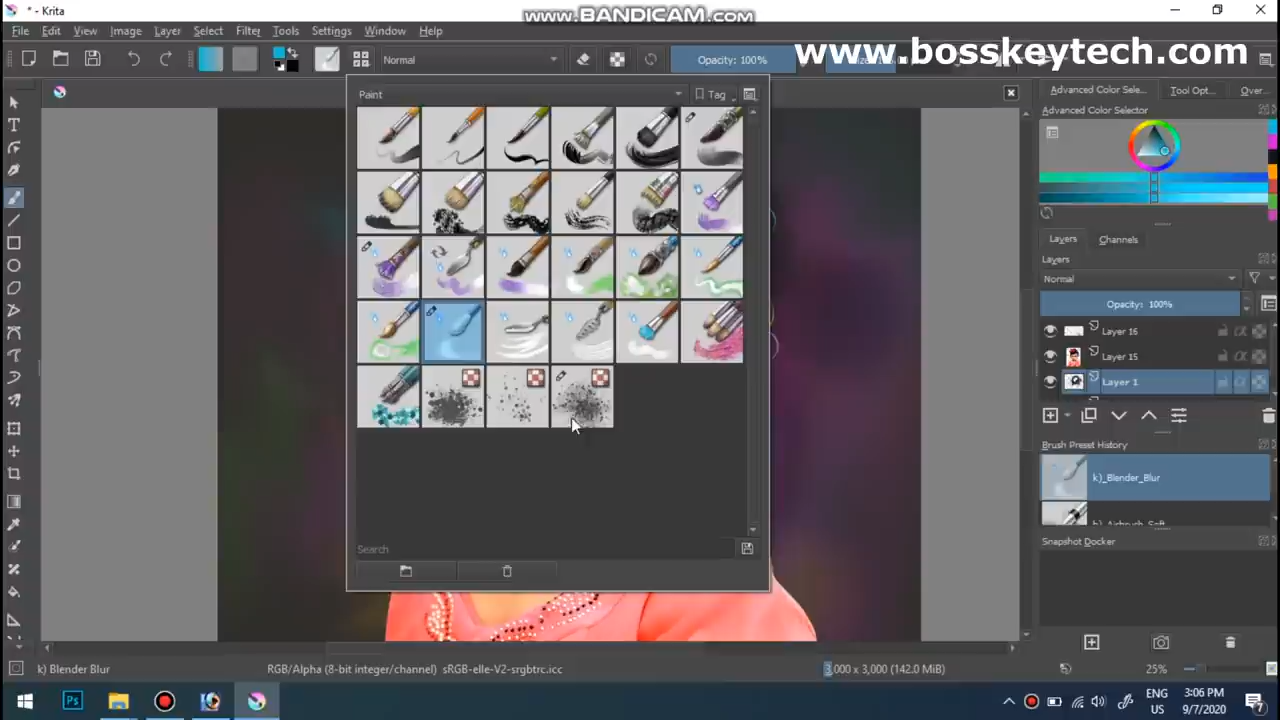 * - Krita
www.BANDICAM.com
File Edit View Image Layer Filter Select Tools Settings Window Help
Normal
Opacity: 100%
www.bosskeytech.com
Paint
Tag
Advanced Color Sele...
Tool Opt...
Over...
Advanced Color Selector
Layers
Channels
Layers
Normal
Opacity: 100%
Layer 16
Layer 15
Layer 1
Brush Preset History
k)_Blender_Blur
b)_Airbrush_Soft
Snapshot Docker
Search
k) Blender Blur
RGB/Alpha (8-bit integer/channel) sRGB-elle-V2-srgbtrc.icc
3,000 x 3,000 (142.0 MiB)
25%
Ps
ENG
US
3:06 PM
9/7/2020
7